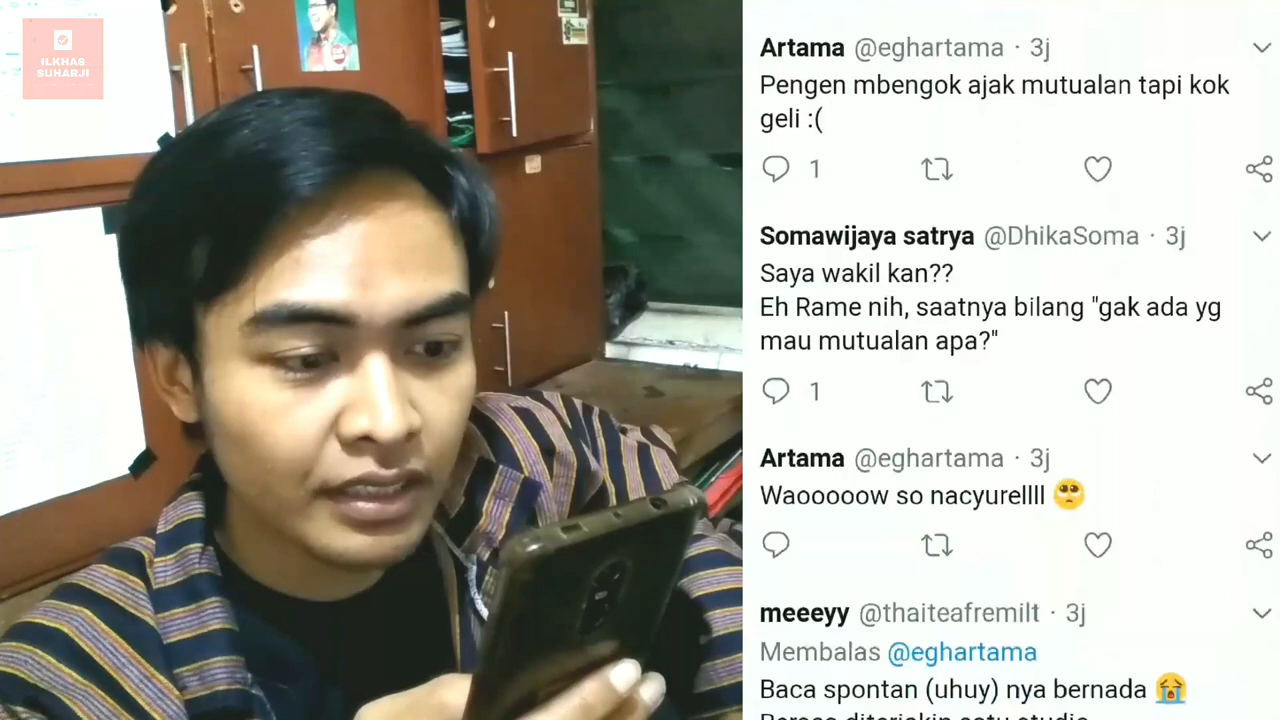 ILKHAS
SUHARJI
Artama @eghartama · 3j
Pengen mbengok ajak mutualan tapi kok
geli :(
1
Somawijaya satrya @DhikaSoma · 3j
Saya wakil kan??
Eh Rame nih, saatnya bilang "gak ada yg
mau mutualan apa?"
1
Artama @eghartama · 3j
Waooooow so nacyurellll 🥺
meeeyy @thaiteafremilt · 3j
Membalas @eghartama
Baca spontan (uhuy) nya bernada 😭